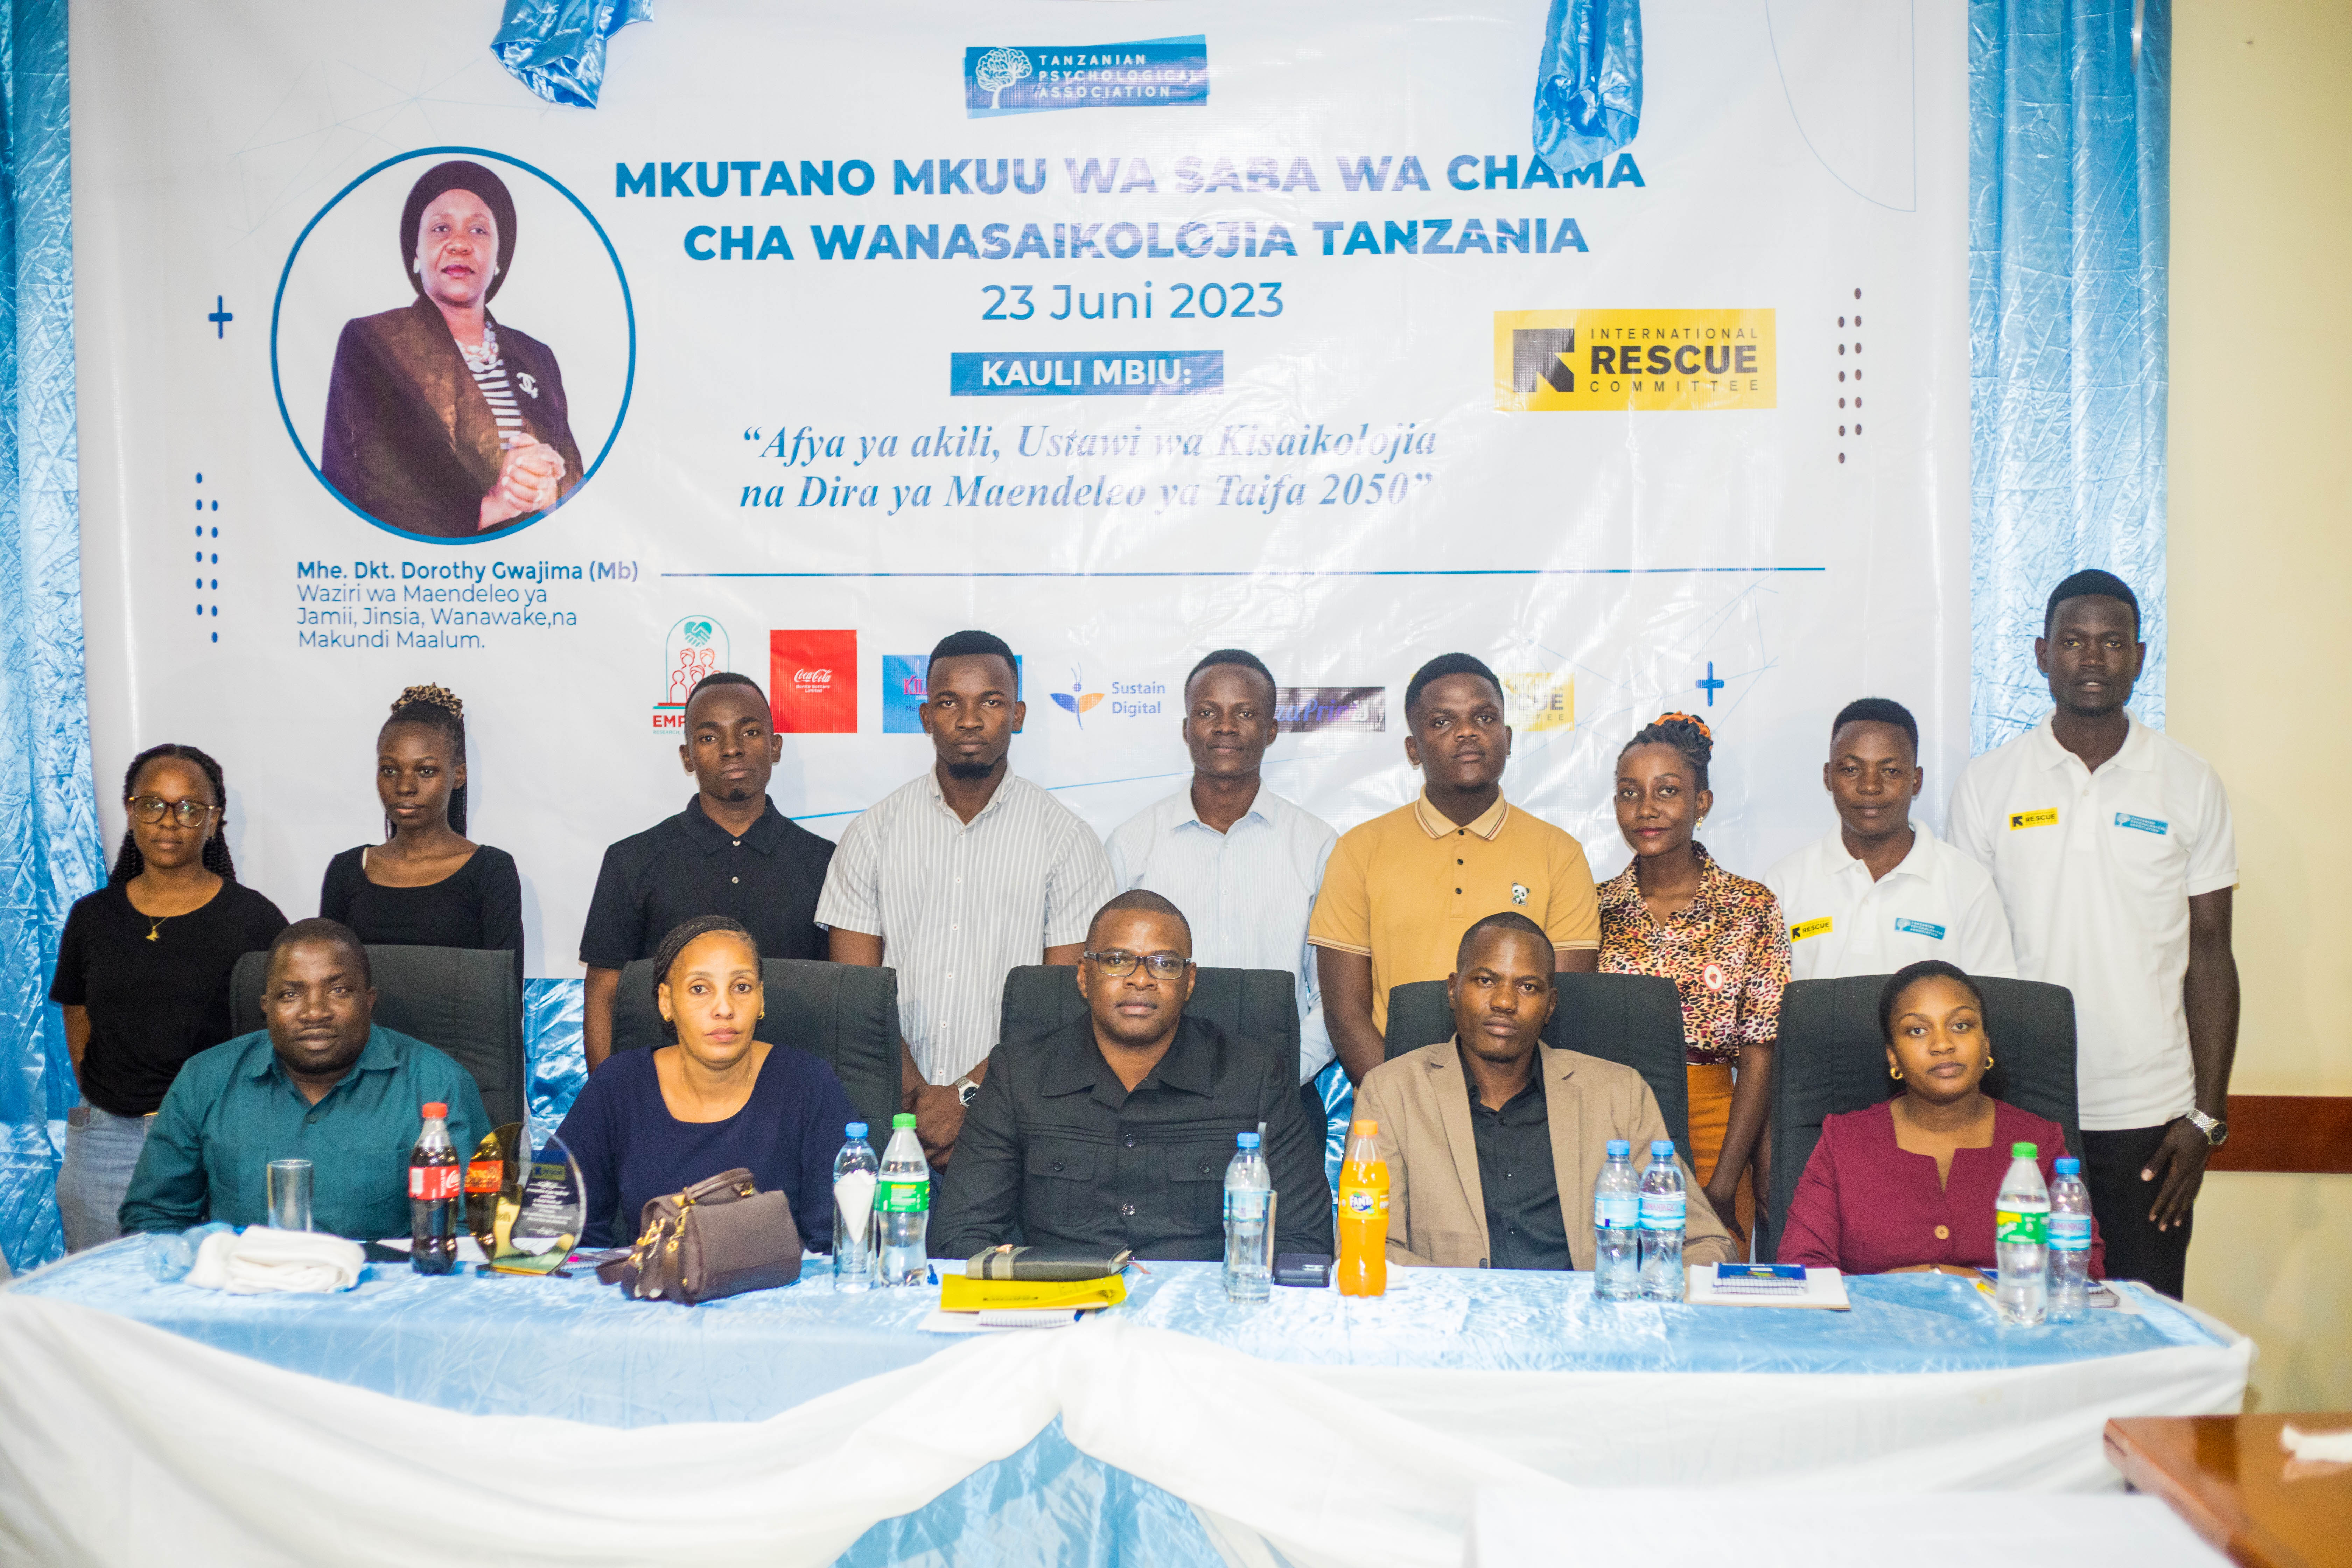 TANZANIAN
PSYCHOLOGICAL
ASSOCIATION
MKUTANO MKUU WA SABA WA CHAMA
CHA WANASAIKOLOJIA TANZANIA
23 Juni 2023
KAULI MBIU:
INTERNATIONAL
RESCUE
COMMITTEE
“Afya ya akili, Ustawi wa Kisaikolojia
na Dira ya Maendeleo ya Taifa 2050”
Mhe. Dkt. Dorothy Gwajima (Mb)
Waziri wa Maendeleo ya
Jamii, Jinsia, Wanawake,na
Makundi Maalum.
Coca-Cola
Sustain
Digital
RESCUE
RESCUE
FANTA